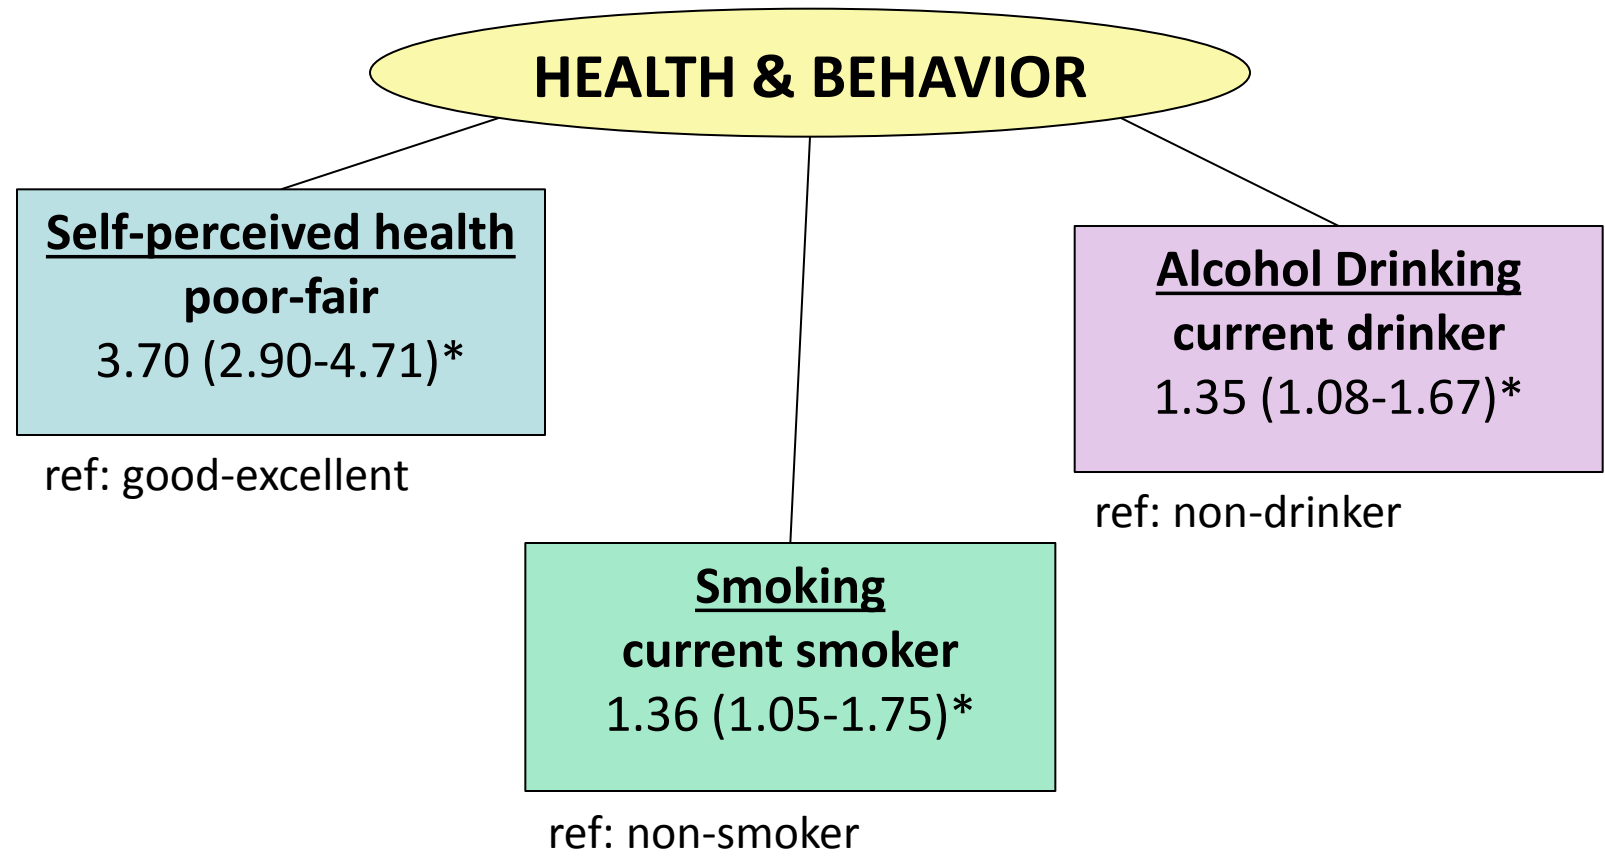 HEALTH & BEHAVIOR
Self-perceived health
poor-fair
3.70 (2.90-4.71)*
ref: good-excellent
Alcohol Drinking
current drinker
1.35 (1.08-1.67)*
ref: non-drinker
Smoking
current smoker
1.36 (1.05-1.75)*
ref: non-smoker